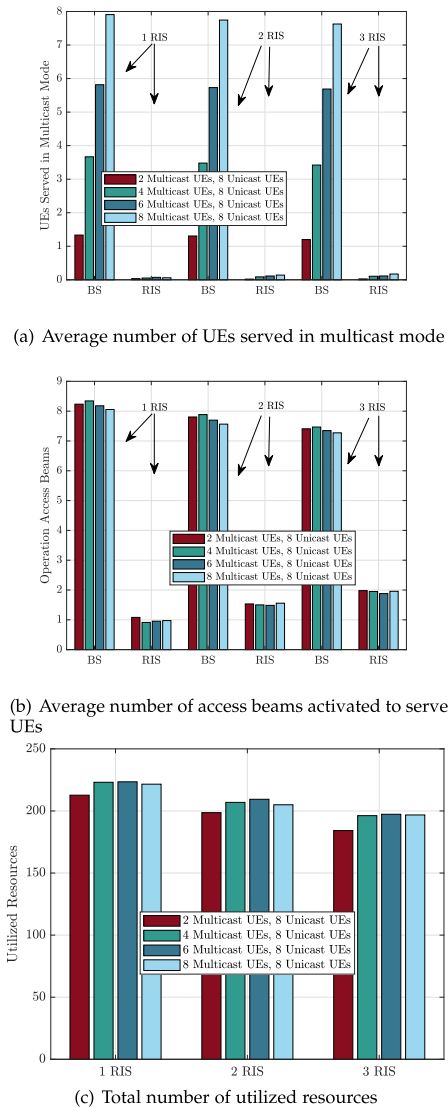 8
7
6
5
4
3
2
1
0
UEs Served in Multicast Mode
1 RIS
2 RIS
3 RIS
2 Multicast UEs, 8 Unicast UEs
4 Multicast UEs, 8 Unicast UEs
6 Multicast UEs, 8 Unicast UEs
8 Multicast UEs, 8 Unicast UEs
BS RIS BS RIS BS RIS
(a) Average number of UEs served in multicast mode
9
8
7
6
5
4
3
2
1
0
Operation Access Beams
1 RIS
2 RIS
3 RIS
2 Multicast UEs, 8 Unicast UEs
4 Multicast UEs, 8 Unicast UEs
6 Multicast UEs, 8 Unicast UEs
8 Multicast UEs, 8 Unicast UEs
BS RIS BS RIS BS RIS
(b) Average number of access beams activated to serve
UEs
250
200
150
100
50
0
Utilized Resources
2 Multicast UEs, 8 Unicast UEs
4 Multicast UEs, 8 Unicast UEs
6 Multicast UEs, 8 Unicast UEs
8 Multicast UEs, 8 Unicast UEs
1 RIS 2 RIS 3 RIS
(c) Total number of utilized resources